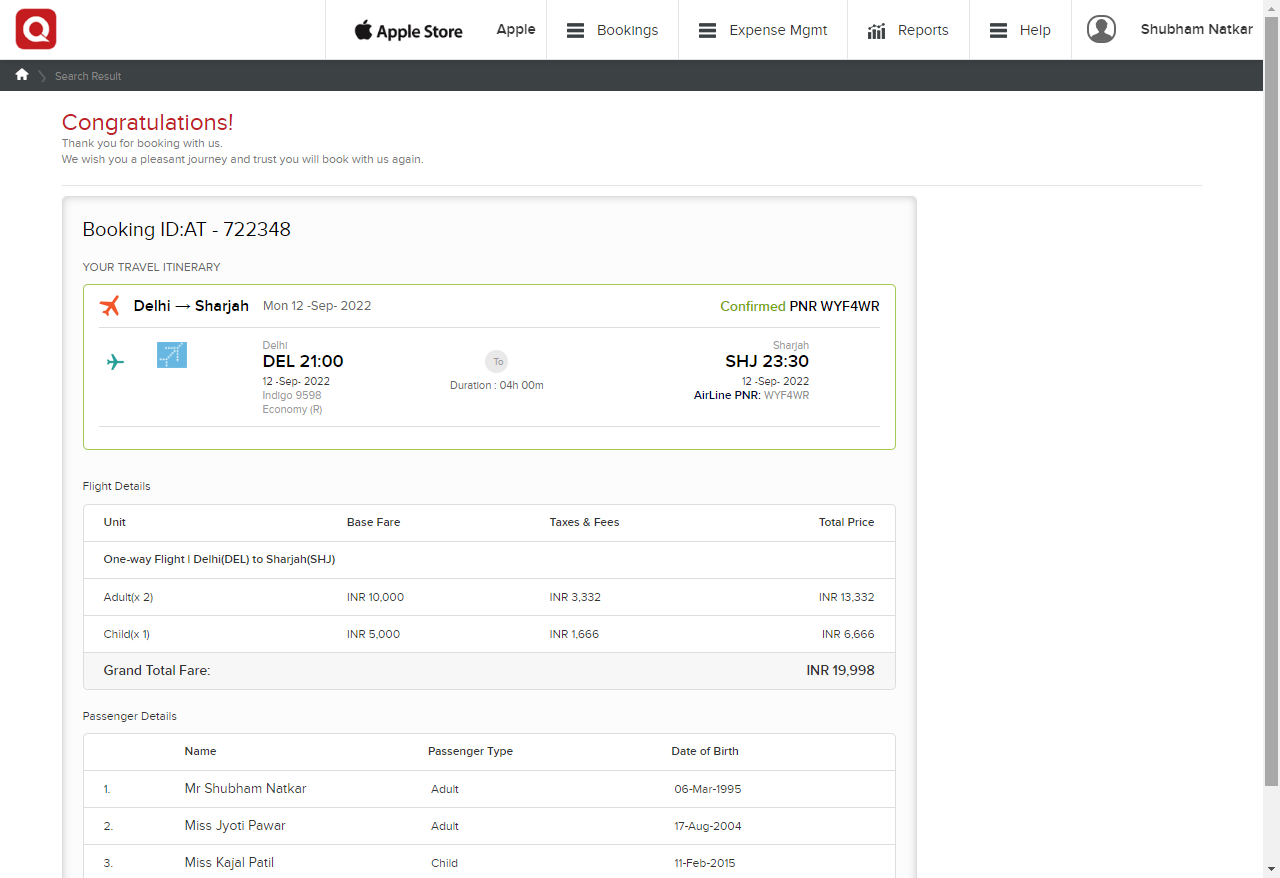 Q
Apple Store
Apple
Bookings
Expense Mgmt
Reports
Help
Shubham Natkar
Search Result
Congratulations!
Thank you for booking with us.
We wish you a pleasant journey and trust you will book with us again.
Booking ID:AT - 722348
YOUR TRAVEL ITINERARY
Delhi → Sharjah Mon 12 -Sep- 2022 Confirmed PNR WYF4WR
Delhi
DEL 21:00
12 -Sep- 2022
Indigo 9598
Economy (R)
To
Duration : 04h 00m
Sharjah
SHJ 23:30
12 -Sep- 2022
AirLine PNR: WYF4WR
Flight Details
Unit Base Fare Taxes & Fees Total Price
One-way Flight | Delhi(DEL) to Sharjah(SHJ)
Adult(x 2) INR 10,000 INR 3,332 INR 13,332
Child(x 1) INR 5,000 INR 1,666 INR 6,666
Grand Total Fare: INR 19,998
Passenger Details
Name Passenger Type Date of Birth
1. Mr Shubham Natkar Adult 06-Mar-1995
2. Miss Jyoti Pawar Adult 17-Aug-2004
3. Miss Kajal Patil Child 11-Feb-2015